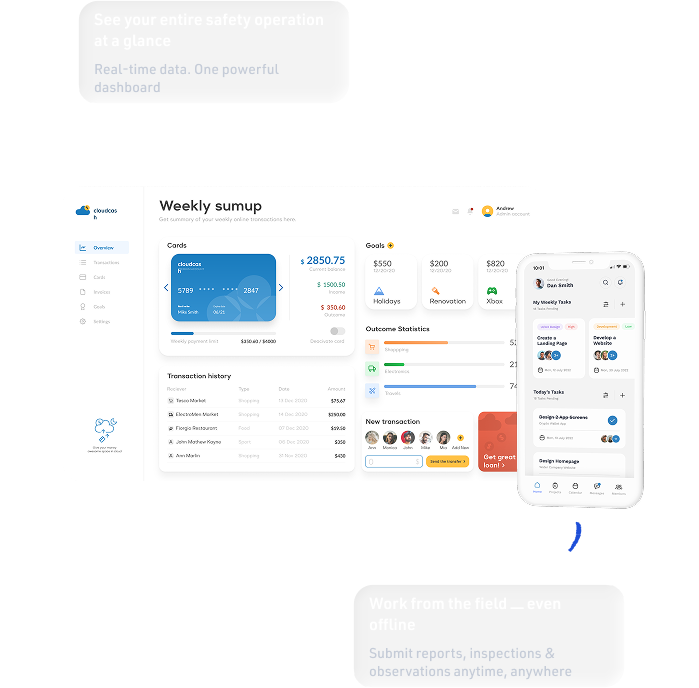 See your entire safety operation
at a glance
Real-time data. One powerful
dashboard
cloudcas
h
Overview
Transactions
Cards
Invoices
Goals
Settings
Weekly sumup
Get summary of your weekly online transactions here.
Andrew
Admin account
Cards
cloudcas
h
5789 **** **** 2847
Mike Smith
06/21
Weekly payment limit
$350.60 / $4000
$ 2850.75
Current balance
$ 1500.50
Income
$ 350.60
Outcome
Deactivate card
Transaction history
Reciever Type Date Amount
Tesco Market Shopping 13 Dec 2020 $75.67
ElectroMen Market Shopping 14 Dec 2020 $250.00
Fiorgio Restaurant Food 07 Dec 2020 $19.50
John Mathew Kayne Sport 06 Dec 2020 $350
Ann Marlin Shopping 31 Nov 2020 $430
Goals
$550
12/20/20
Holidays
$200
12/20/20
Renovation
$820
12/20/20
Xbox
Outcome Statistics
Shopping
Electronics
Travels
New transaction
Ann Monica John Mike Mia Add New
0 $
Send the transfer
Get great
loan!
10:01
Dan Smith
My Weekly Tasks
Create a
Landing Page
Develop a
Website
Today's Tasks
Design 2 App Screens
Crypto Wallet App
Design Homepage
Work from the field — even
offline
Submit reports, inspections &
observations anytime, anywhere